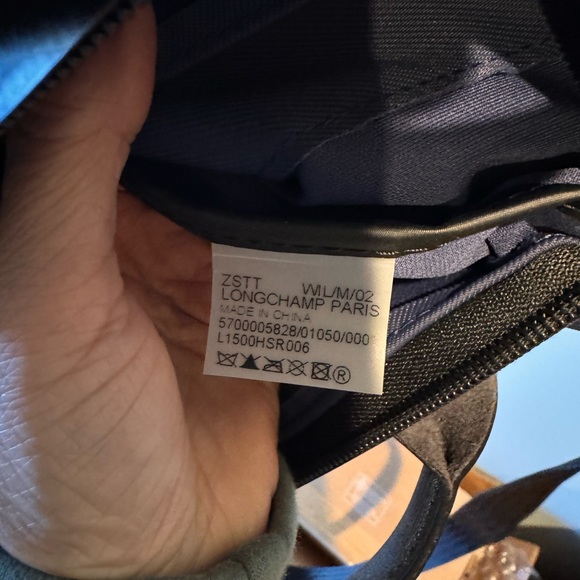 ZSTT WIL/M/02
LONGCHAMP PARIS
MADE IN CHINA
5700005828/01050/000
L1500HSR006
®